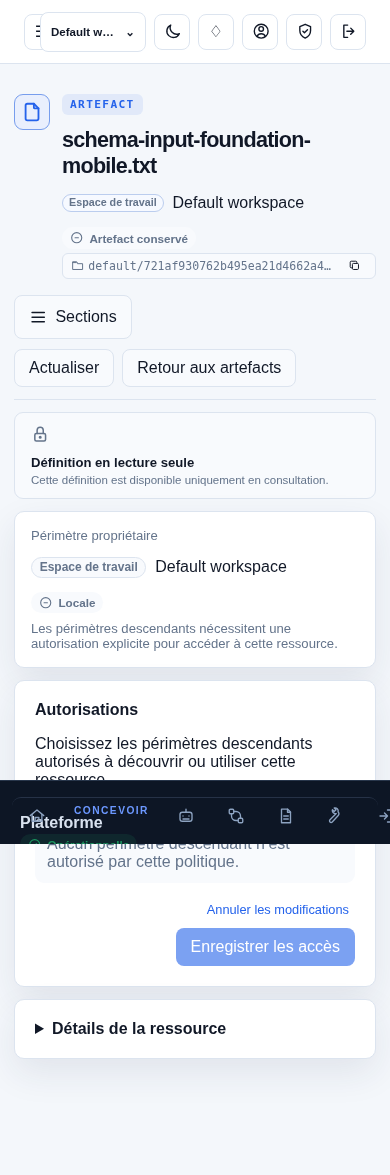 Default w… ⌄
ARTEFACT
schema-input-foundation-
mobile.txt
Espace de travail Default workspace
Artefact conservé
default/721af930762b495ea21d4662a4…
Sections
Actualiser Retour aux artefacts
Définition en lecture seule
Cette définition est disponible uniquement en consultation.
Périmètre propriétaire
Espace de travail Default workspace
Locale
Les périmètres descendants nécessitent une
autorisation explicite pour accéder à cette ressource.
Autorisations
Choisissez les périmètres descendants
autorisés à découvrir ou utiliser cette
ressource
CONCEVOIR
Plateforme
Aucun périmètre descendant n'est
autorisé par cette politique.
Annuler les modifications
Enregistrer les accès
Détails de la ressource